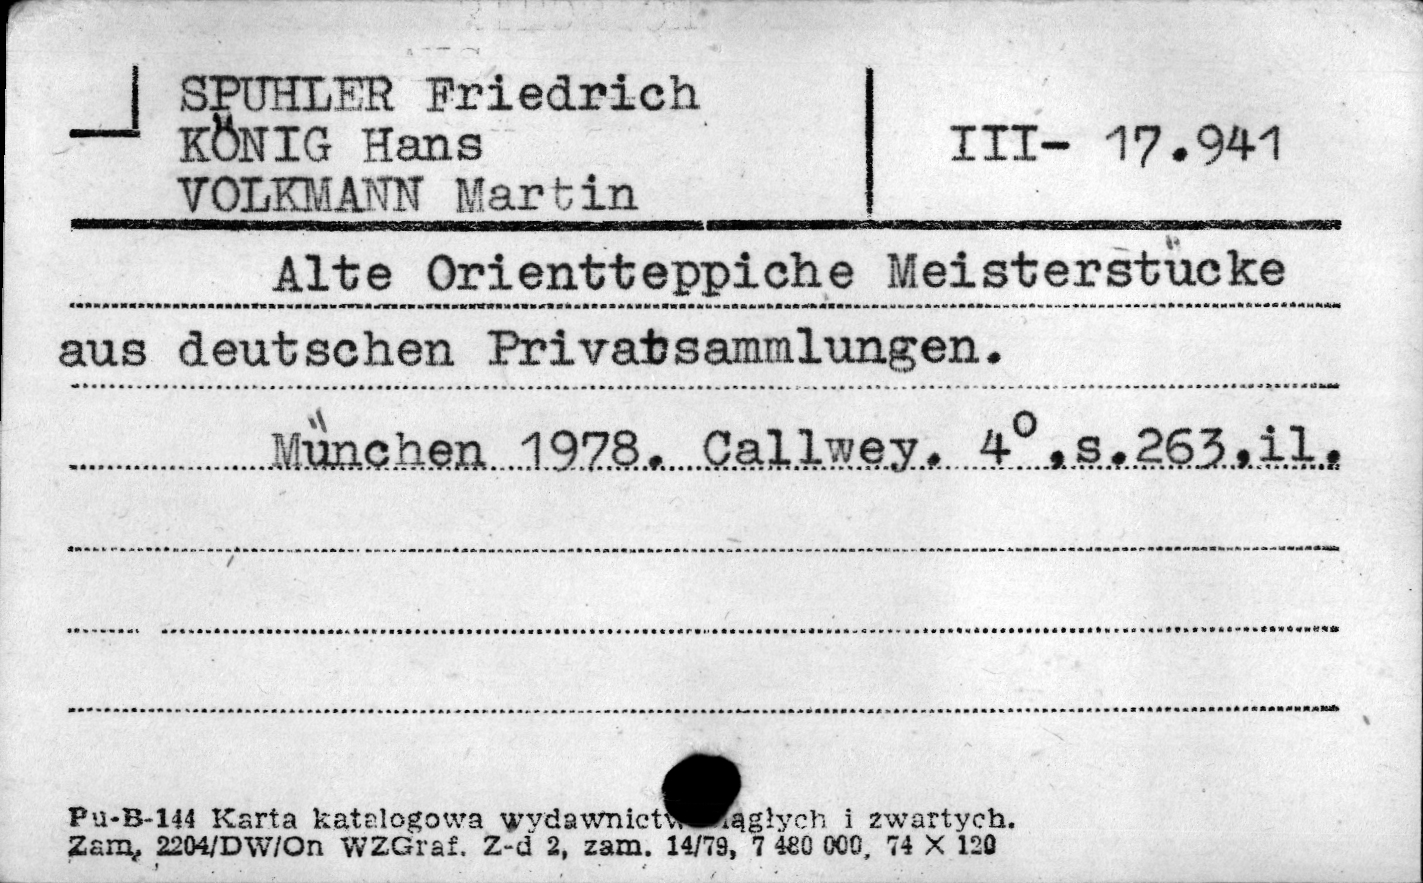 SPUHLER Friedrich
KÖNIG Hans
VOLKMANN Martin
III- 17.941
Alte Orientteppiche Meisterstücke
aus deutschen Privatsammlungen.
München 1978. Callwey. 4°,s.263,il.
Pu-B-144 Karta katalogowa wydawnictw iągłych i zwartych.
Zam. 2204/DW/On WZGraf. Z-d 2, zam. 14/79, 7 480 000, 74 X 120